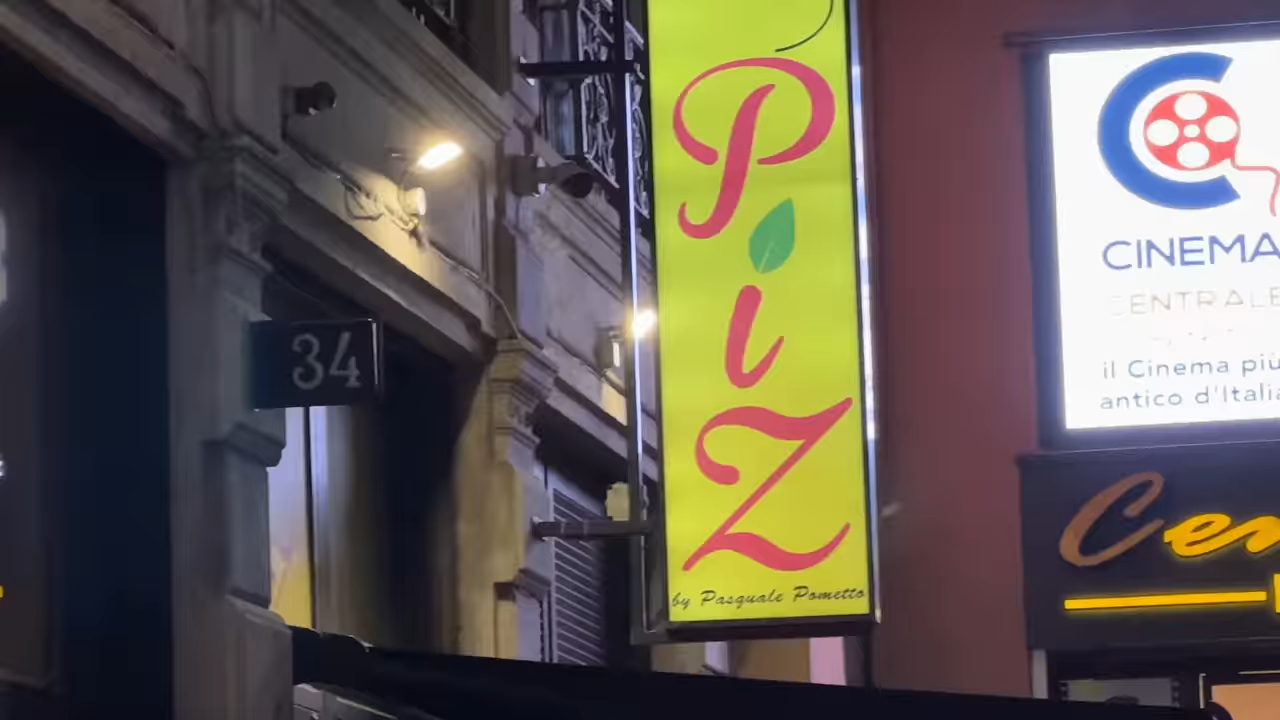 34
PiZ
by Pasquale Pometto
CINEMA
CENTRALE
il Cinema più
antico d'Italia
Cen